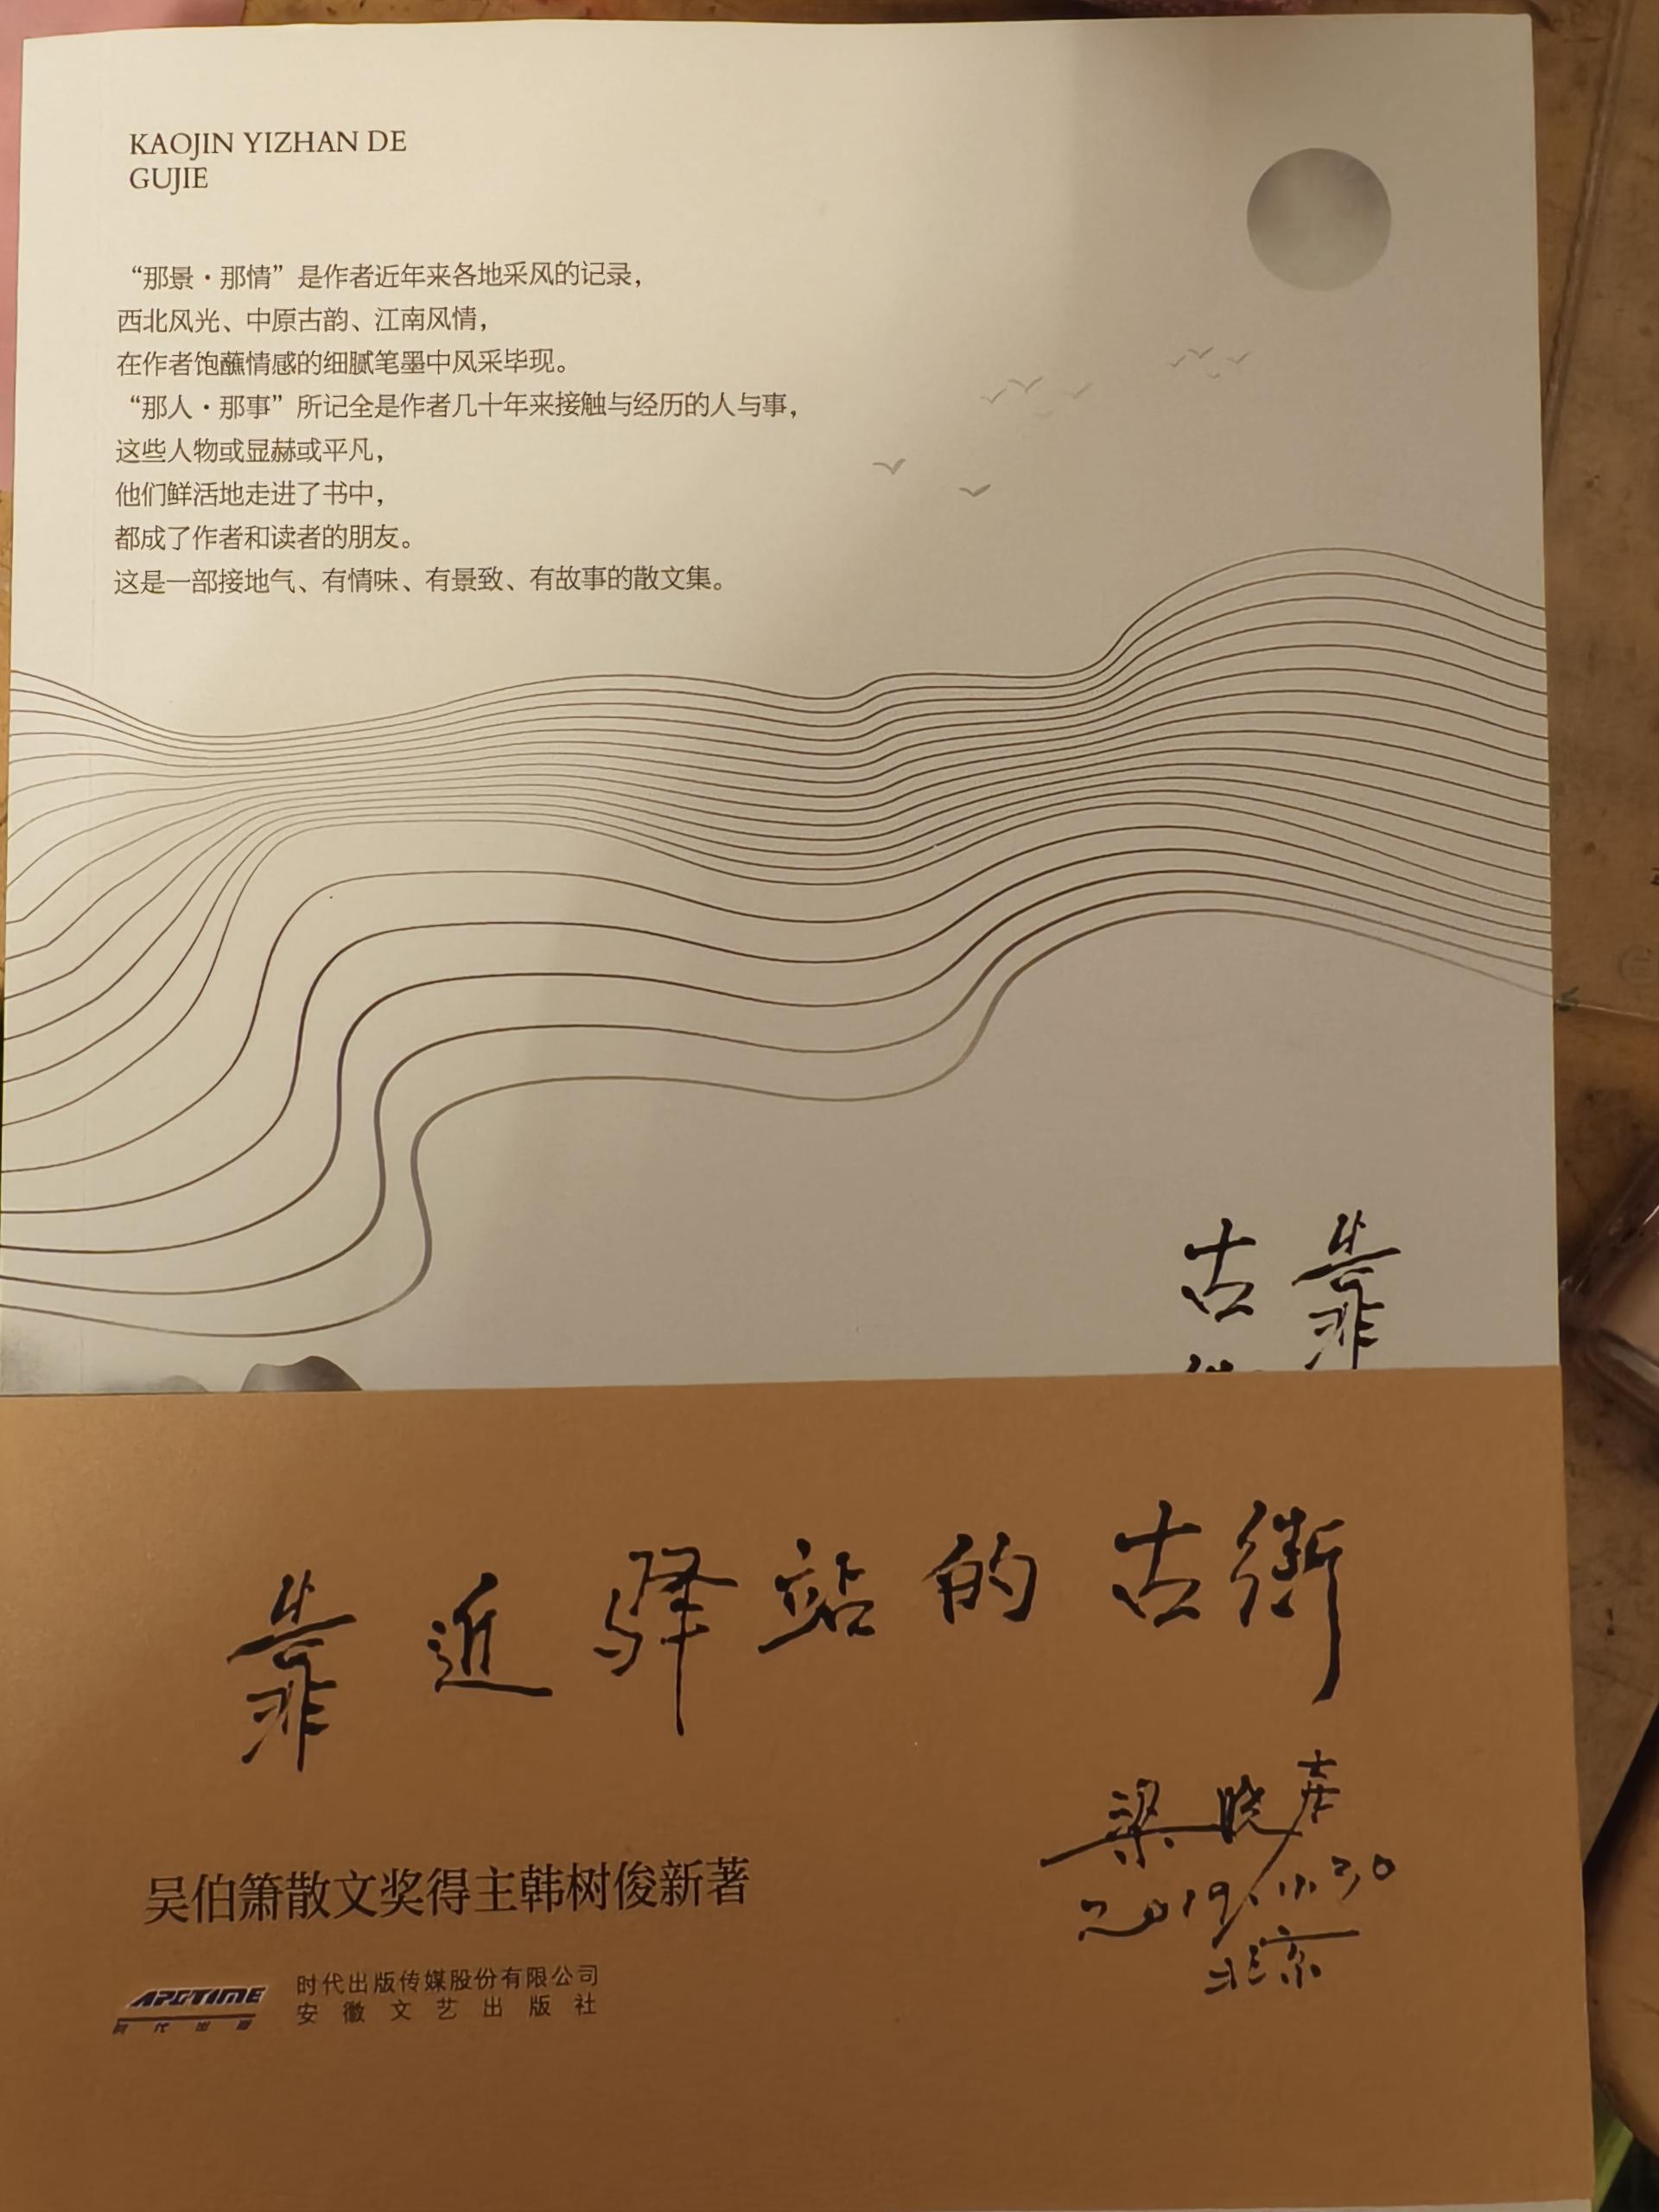 KAOJIN YIZHAN DE
GUJIE
“那景·那情”是作者近年来各地采风的记录，
西北风光、中原古韵、江南风情，
在作者饱蘸情感的细腻笔墨中风采毕现。
“那人·那事”所记全是作者几十年来接触与经历的人与事，
这些人物或显赫或平凡，
他们鲜活地走进了书中，
都成了作者和读者的朋友。
这是一部接地气、有情味、有景致、有故事的散文集。
靠
古
靠近驿站的古街
梁晓声
2019.11.30
北京
吴伯箫散文奖得主韩树俊新著
APGTIME
时代出版
时代出版传媒股份有限公司
安徽文艺出版社